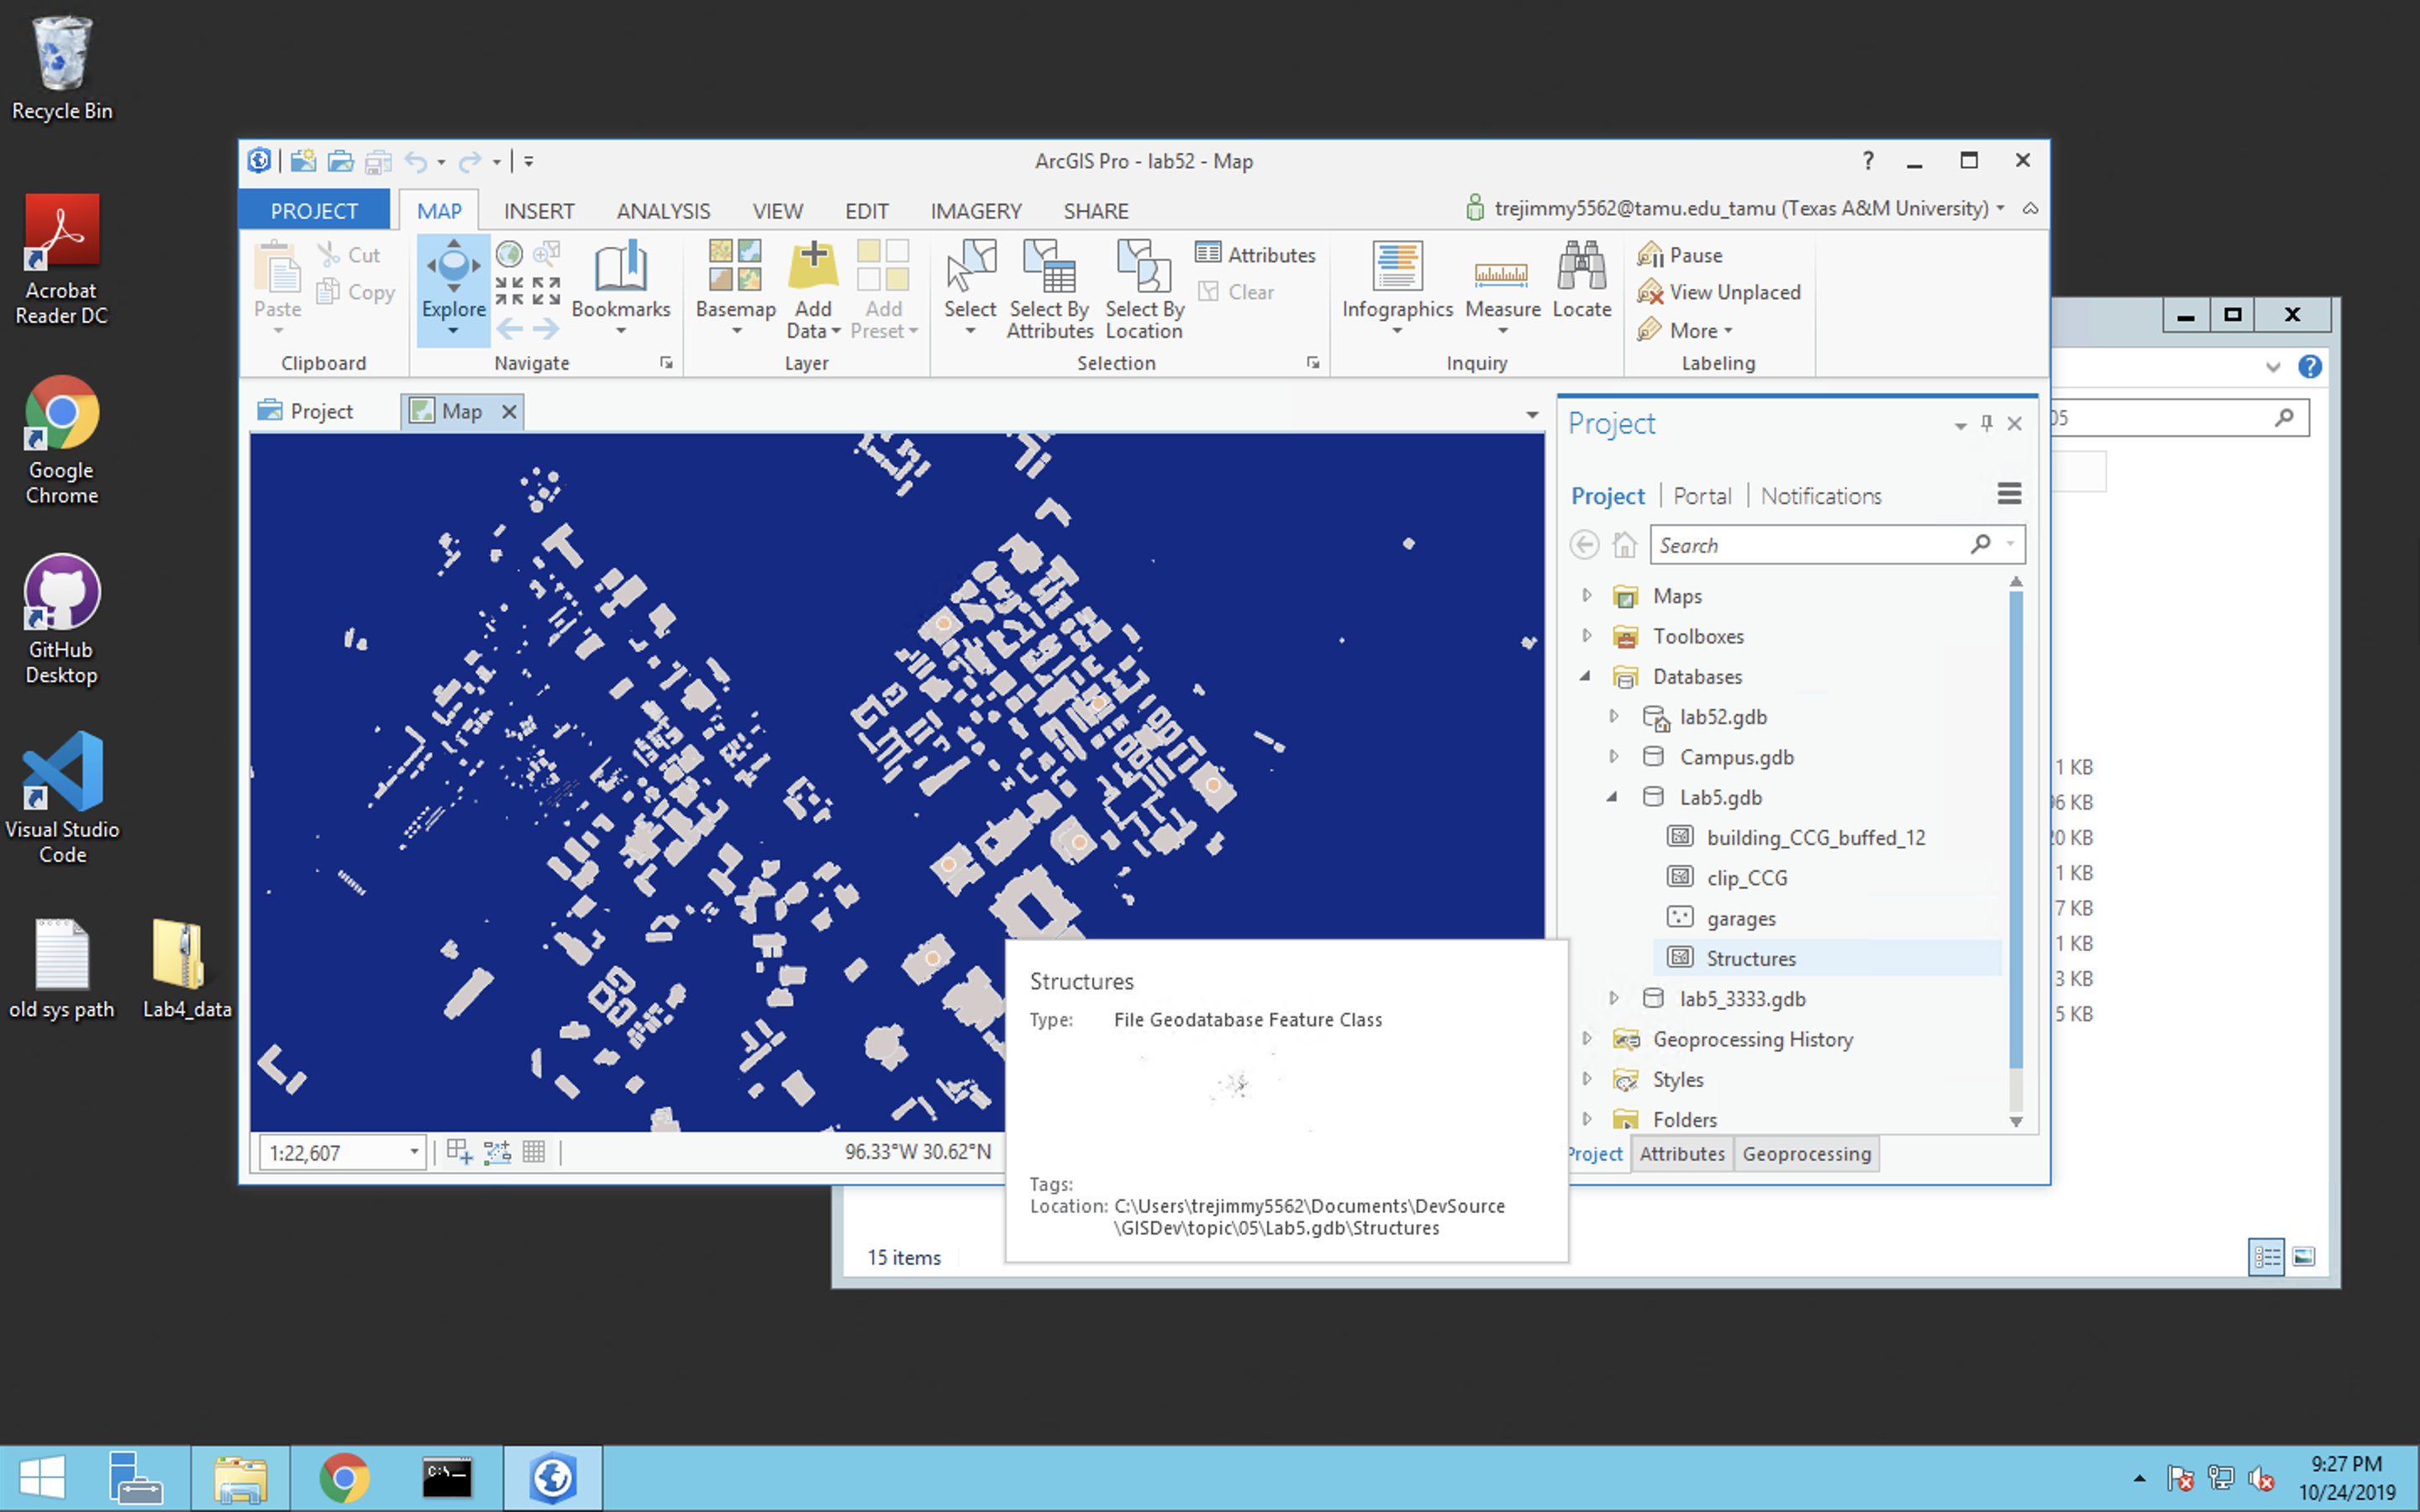 Recycle Bin
Acrobat
Reader DC
Google
Chrome
GitHub
Desktop
Visual Studio
Code
old sys path
Lab4_data
ArcGIS Pro - lab52 - Map
?
PROJECT MAP INSERT ANALYSIS VIEW EDIT IMAGERY SHARE
trejimmy5562@tamu.edu_tamu (Texas A&M University)
Paste
Cut
Copy
Clipboard
Explore
Bookmarks
Navigate
Basemap
Add
Data
Add
Preset
Layer
Select
Select By
Attributes
Select By
Location
Attributes
Clear
Selection
Infographics
Measure
Locate
Inquiry
Pause
View Unplaced
More
Labeling
Project
Map
Project
Project Portal Notifications
Search
Maps
Toolboxes
Databases
lab52.gdb
Campus.gdb
Lab5.gdb
building_CCG_buffed_12
clip_CCG
garages
Structures
lab5_3333.gdb
Geoprocessing History
Styles
Folders
Project Attributes Geoprocessing
1:22,607
96.33°W 30.62°N
Structures
Type: File Geodatabase Feature Class
Tags:
Location: C:\Users\trejimmy5562\Documents\DevSource
\GISDev\topic\05\Lab5.gdb\Structures
05
1 KB
96 KB
20 KB
1 KB
7 KB
1 KB
3 KB
5 KB
15 items
C:\
9:27 PM
10/24/2019